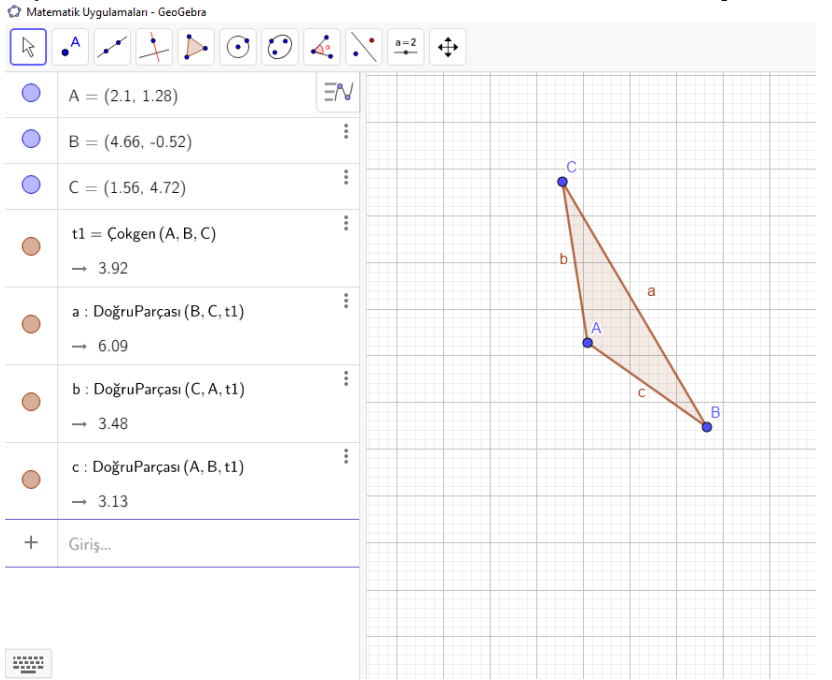 Matematik Uygulamaları - GeoGebra
A
α
a=2
A = (2.1, 1.28)
B = (4.66, -0.52)
C = (1.56, 4.72)
t1 = Çokgen (A, B, C)
→ 3.92
a : DoğruParçası (B, C, t1)
→ 6.09
b : DoğruParçası (C, A, t1)
→ 3.48
c : DoğruParçası (A, B, t1)
→ 3.13
+ Giriş...
C
b
a
A
c
B